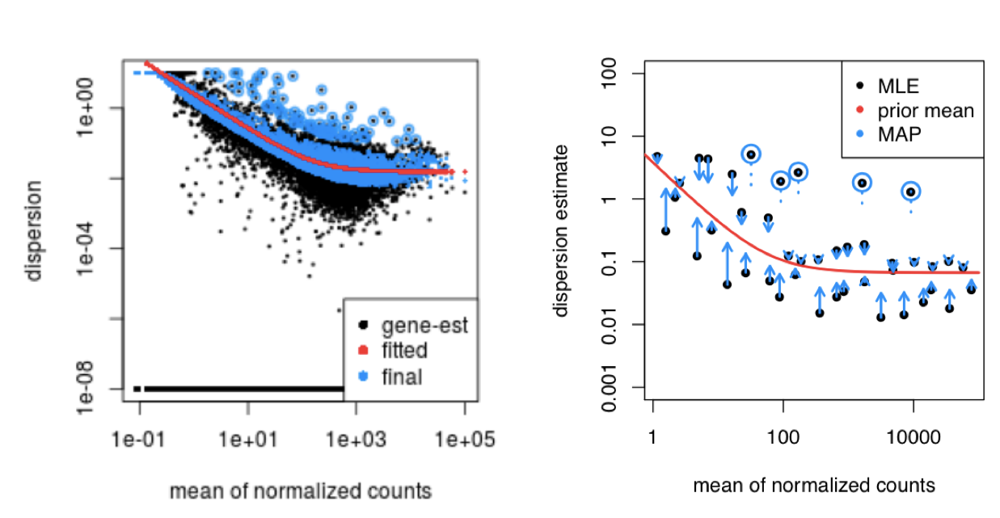 dispersion
1e+00
1e-04
1e-08
gene-est
fitted
final
1e-01
1e+01
1e+03
1e+05
mean of normalized counts
dispersion estimate
100
10
1
0.1
0.01
0.001
MLE
prior mean
MAP
1
100
10000
mean of normalized counts